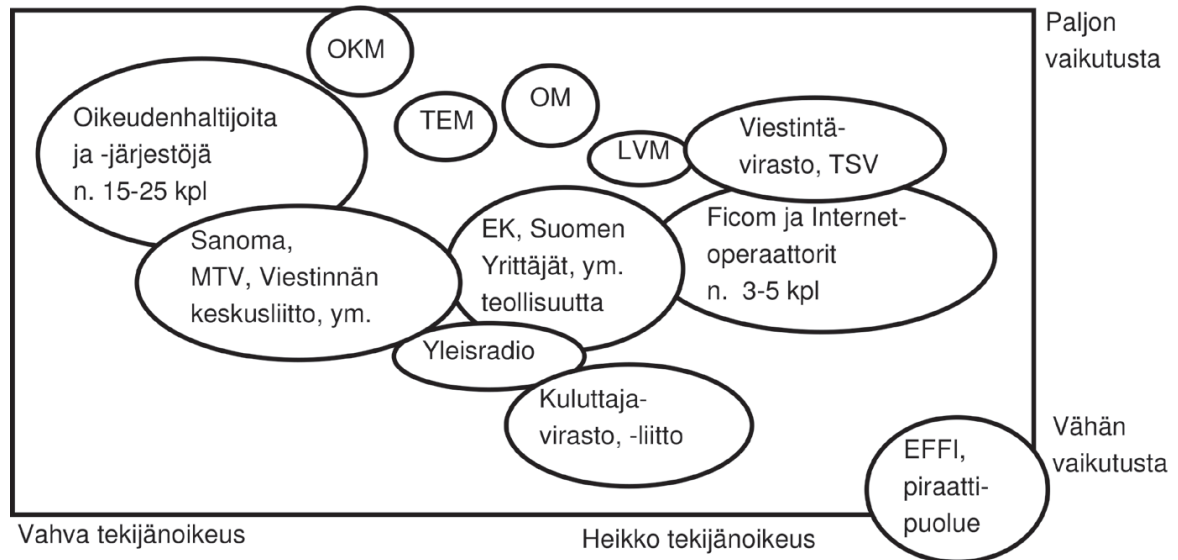 OKM
Paljon
vaikutusta
TEM
OM
Oikeudenhaltijoita
ja -järjestöjä
n. 15-25 kpl
LVM
Viestintä-
virasto, TSV
Sanoma,
MTV, Viestinnän
keskusliitto, ym.
EK, Suomen
Yrittäjät, ym.
teollisuutta
Ficom ja Internet-
operaattorit
n. 3-5 kpl
Yleisradio
Kuluttaja-
virasto, -liitto
EFFI,
piraatti-
puolue
Vähän
vaikutusta
Vahva tekijänoikeus
Heikko tekijänoikeus